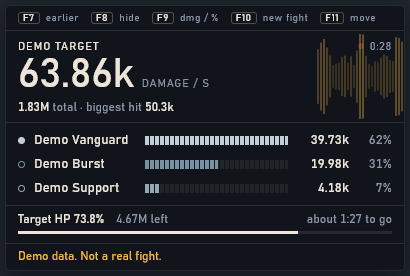 F7 earlier F8 hide F9 dmg / % F10 new fight F11 move
DEMO TARGET 0:28
63.86k DAMAGE / S
1.83M total · biggest hit 50.3k
Demo Vanguard 39.73k 62%
Demo Burst 19.98k 31%
Demo Support 4.18k 7%
Target HP 73.8% 4.67M left about 1:27 to go
Demo data. Not a real fight.